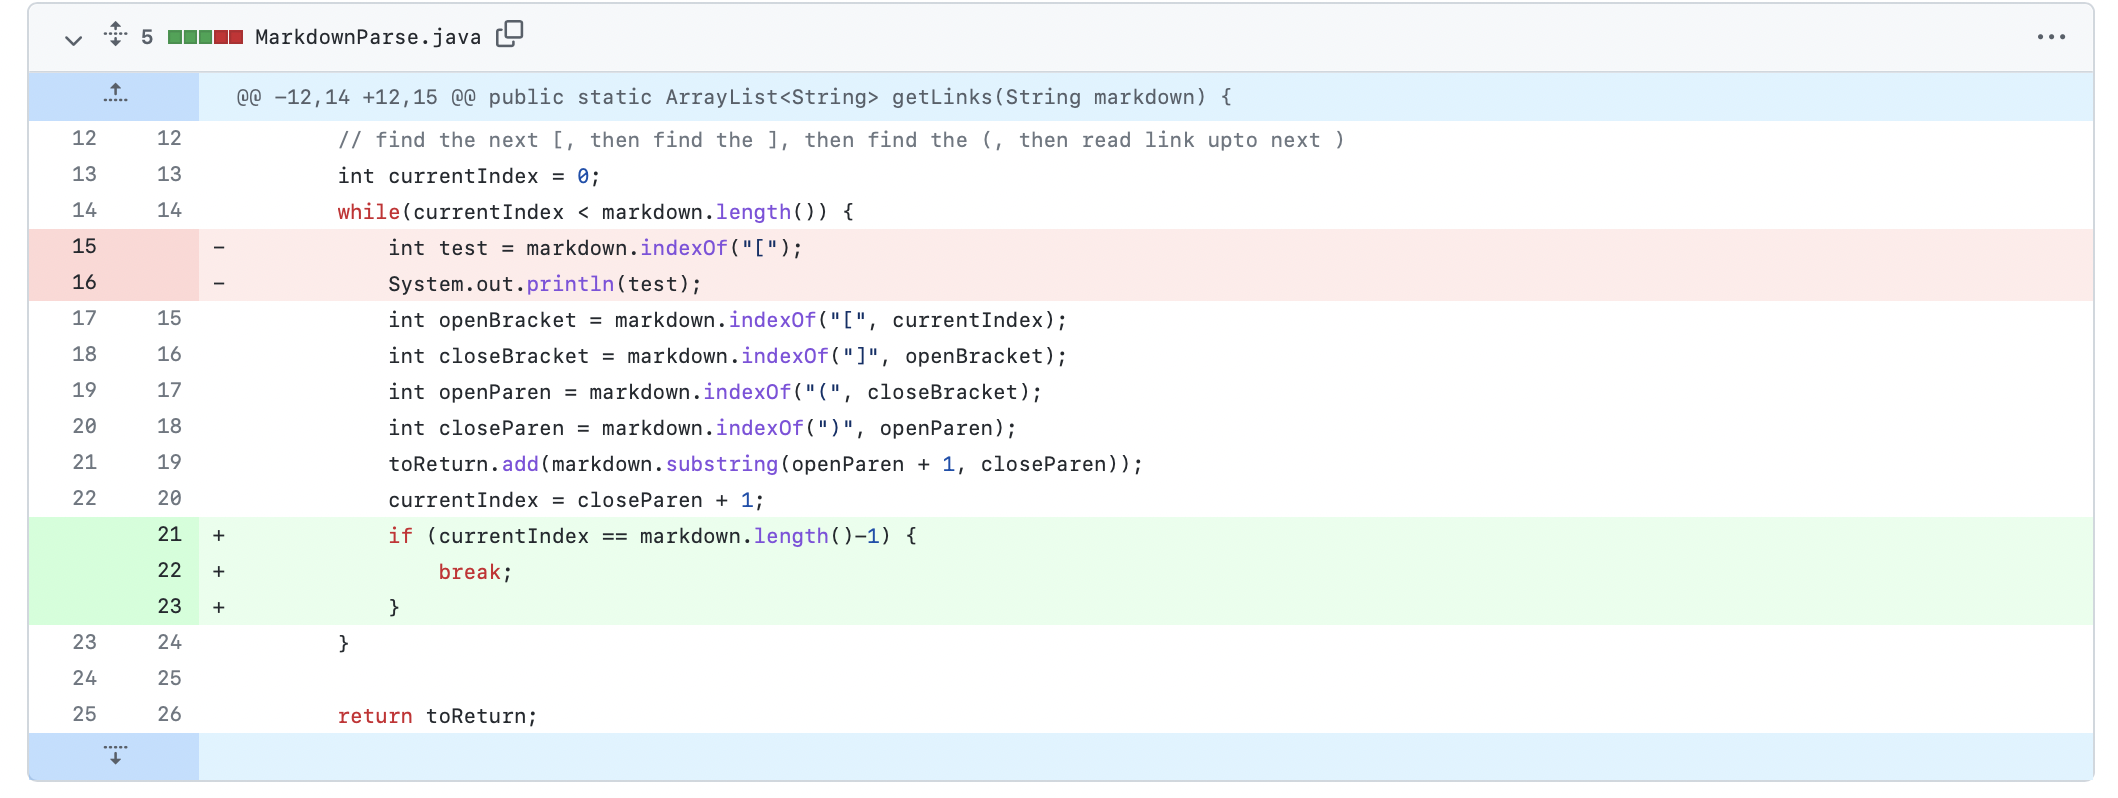 5 MarkdownParse.java
@@ -12,14 +12,15 @@ public static ArrayList<String> getLinks(String markdown) {
12 12 // find the next [, then find the ], then find the (, then read link upto next )
13 13 int currentIndex = 0;
14 14 while(currentIndex < markdown.length()) {
15 - int test = markdown.indexOf("[");
16 - System.out.println(test);
17 15 int openBracket = markdown.indexOf("[", currentIndex);
18 16 int closeBracket = markdown.indexOf("]", openBracket);
19 17 int openParen = markdown.indexOf("(", closeBracket);
20 18 int closeParen = markdown.indexOf(")", openParen);
21 19 toReturn.add(markdown.substring(openParen + 1, closeParen));
22 20 currentIndex = closeParen + 1;
21 + if (currentIndex == markdown.length()-1) {
22 + break;
23 + }
23 24 }
24 25
25 26 return toReturn;